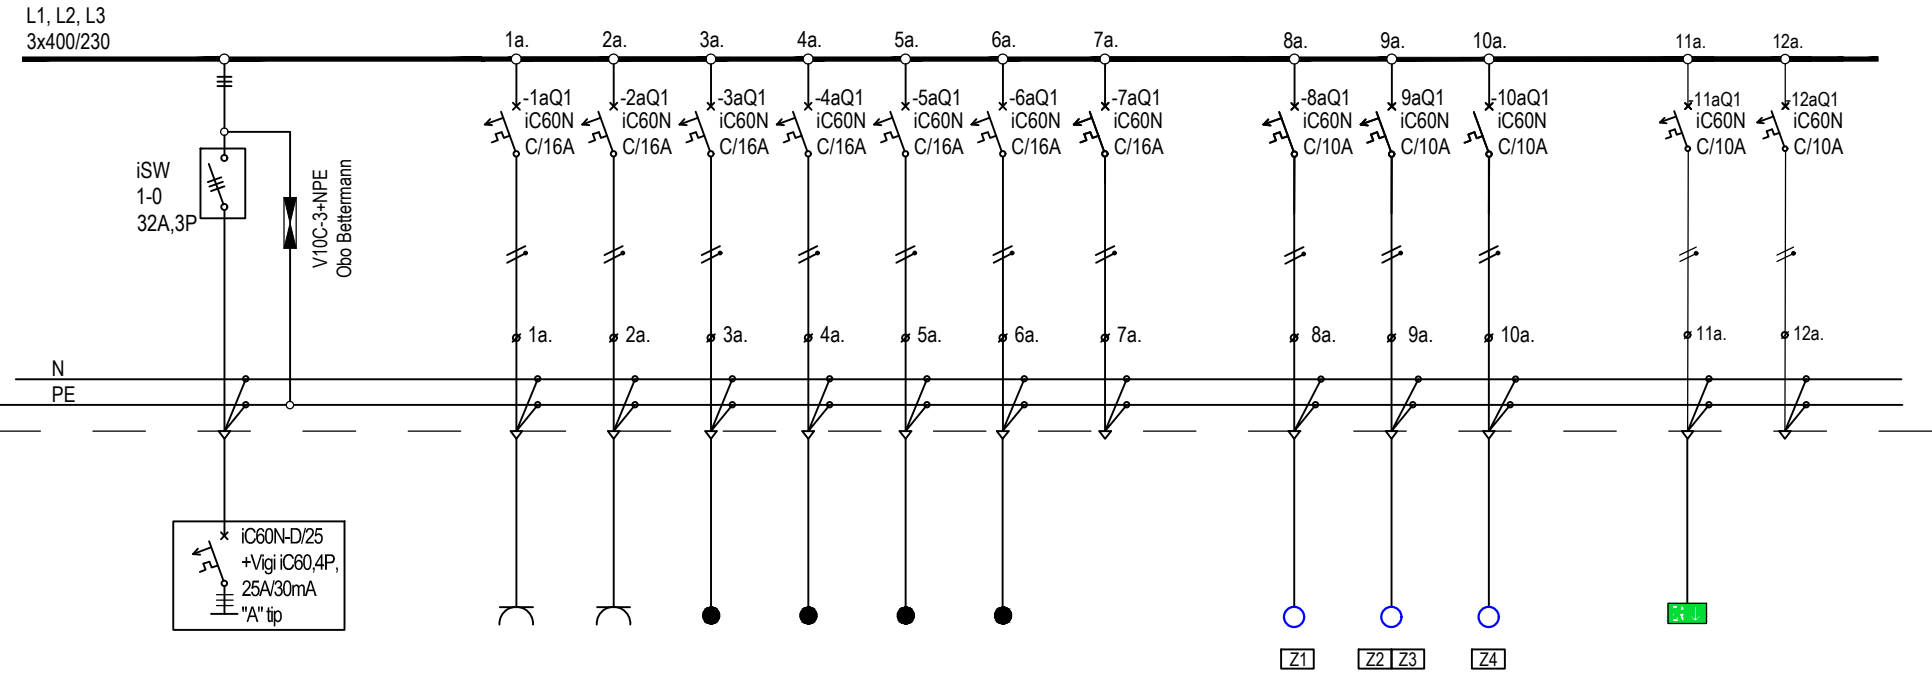 L1, L2, L3
3x400/230
1a. 2a. 3a. 4a. 5a. 6a. 7a. 8a. 9a. 10a. 11a. 12a.
-1aQ1
iC60N
C/16A
-2aQ1
iC60N
C/16A
-3aQ1
iC60N
C/16A
-4aQ1
iC60N
C/16A
-5aQ1
iC60N
C/16A
-6aQ1
iC60N
C/16A
-7aQ1
iC60N
C/16A
-8aQ1
iC60N
C/10A
9aQ1
iC60N
C/10A
-10aQ1
iC60N
C/10A
-11aQ1
iC60N
C/10A
-12aQ1
iC60N
C/10A
iSW
1-0
32A,3P
V10C-3+NPE
Obo Bettermann
1a. 2a. 3a. 4a. 5a. 6a. 7a. 8a. 9a. 10a. 11a. 12a.
N
PE
iC60N-D/25
+Vigi iC60,4P,
25A/30mA
"A" tip
Z1 Z2 Z3 Z4